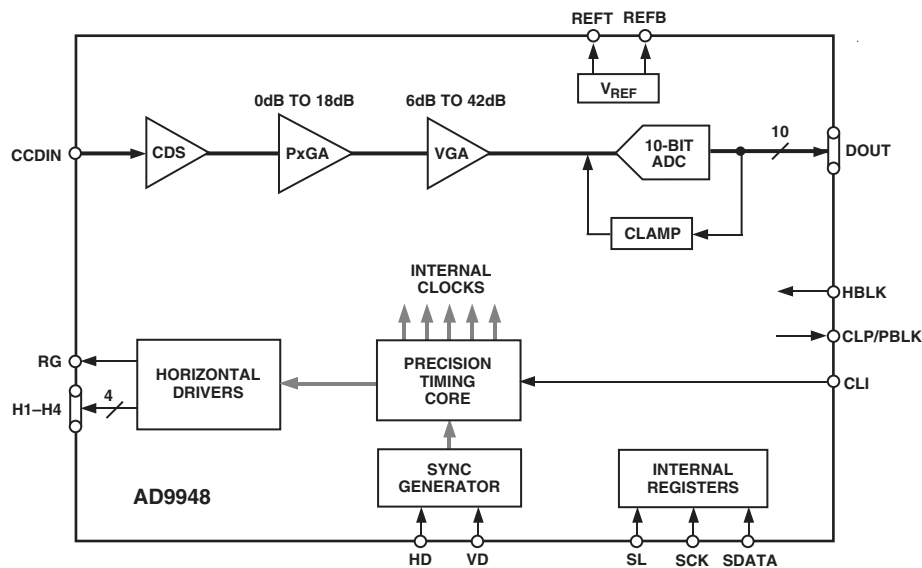 REFT REFB
V_REF
0dB TO 18dB
6dB TO 42dB
CCDIN
CDS
PxGA
VGA
10-BIT
ADC
10
DOUT
CLAMP
INTERNAL
CLOCKS
HBLK
CLP/PBLK
CLI
RG
H1–H4
4
HORIZONTAL
DRIVERS
PRECISION
TIMING
CORE
SYNC
GENERATOR
INTERNAL
REGISTERS
AD9948
HD VD SL SCK SDATA